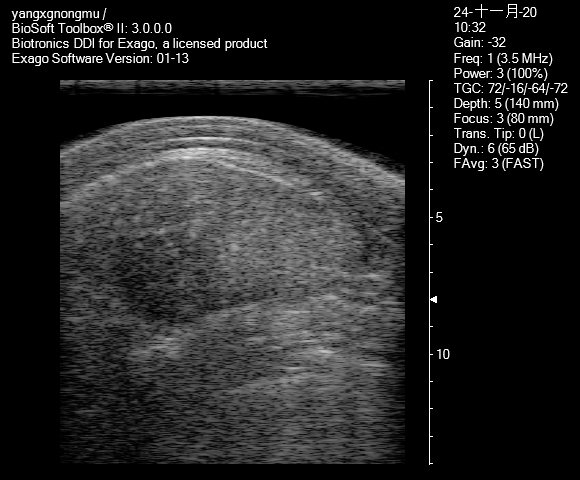 yangxgnongmu /
BioSoft Toolbox® II: 3.0.0.0
Biotronics DDI for Exago, a licensed product
Exago Software Version: 01-13
24-十一月-20
10:32
Gain: -32
Freq: 1 (3.5 MHz)
Power: 3 (100%)
TGC: 72/-16/-64/-72
Depth: 5 (140 mm)
Focus: 3 (80 mm)
Trans. Tip: 0 (L)
Dyn.: 6 (65 dB)
FAvg: 3 (FAST)
5
10